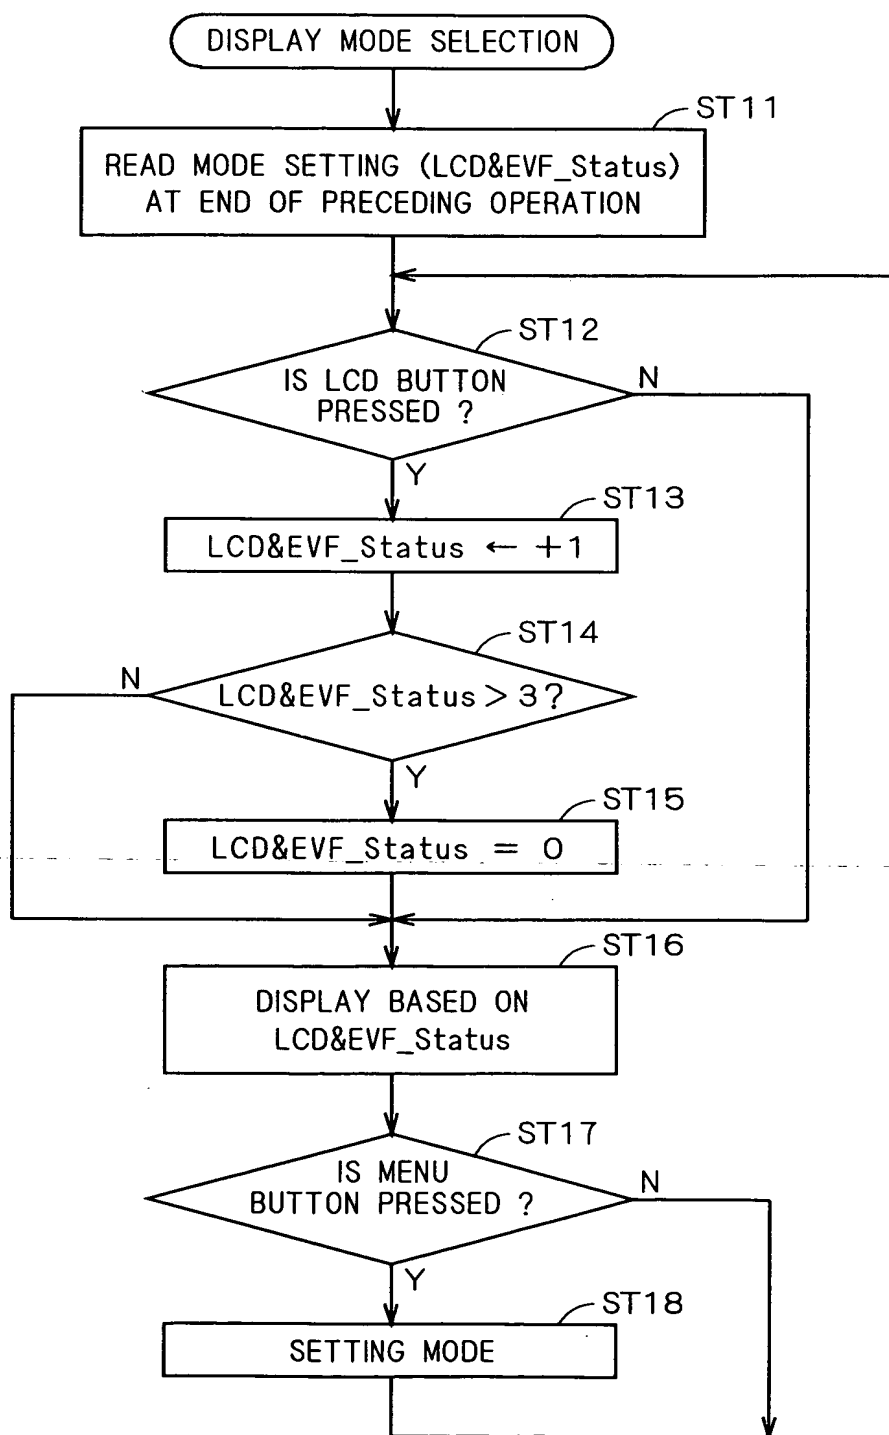 DISPLAY MODE SELECTION
ST11
READ MODE SETTING (LCD&EVF_Status)
AT END OF PRECEDING OPERATION
ST12
IS LCD BUTTON
PRESSED ?
N
Y
ST13
LCD&EVF_Status ← +1
ST14
N
LCD&EVF_Status > 3?
Y
ST15
LCD&EVF_Status = 0
ST16
DISPLAY BASED ON
LCD&EVF_Status
ST17
IS MENU
BUTTON PRESSED ?
N
Y
ST18
SETTING MODE